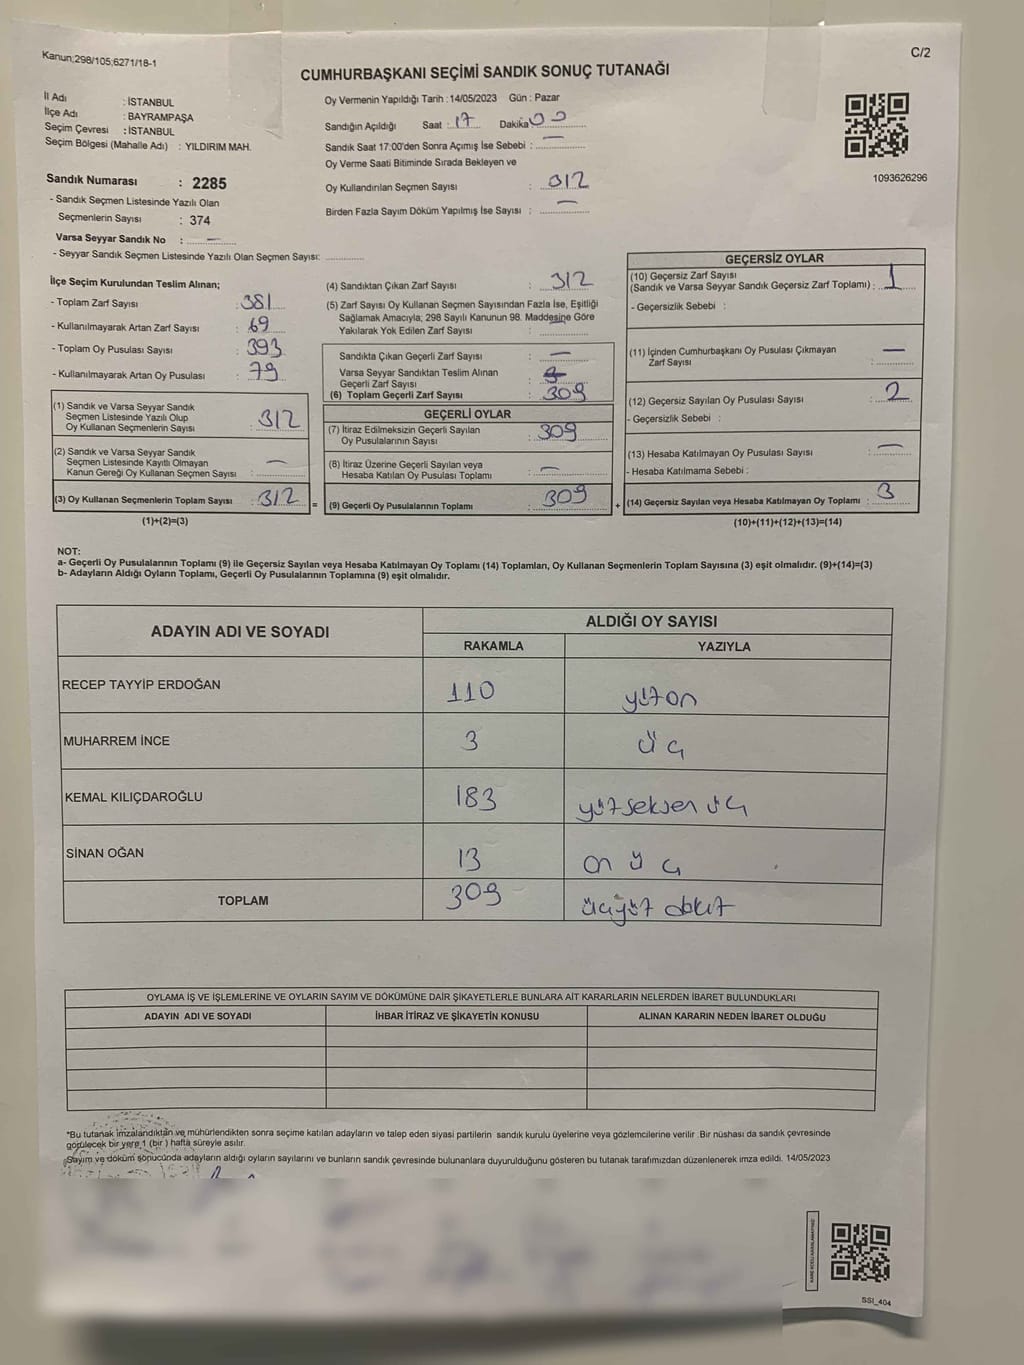 Kanun;298/105;6271/18-1
C/2
CUMHURBAŞKANI SEÇİMİ SANDIK SONUÇ TUTANAĞI
İl Adı : İSTANBUL
İlçe Adı : BAYRAMPAŞA
Seçim Çevresi : İSTANBUL
Seçim Bölgesi (Mahalle Adı) : YILDIRIM MAH.
Sandık Numarası : 2285
- Sandık Seçmen Listesinde Yazılı Olan
Seçmenlerin Sayısı : 374
Varsa Seyyar Sandık No : —
- Seyyar Sandık Seçmen Listesinde Yazılı Olan Seçmen Sayısı: ..............
Oy Vermenin Yapıldığı Tarih : 14/05/2023 Gün : Pazar
Sandığın Açıldığı Saat : 17 Dakika 00
Sandık Saat 17:00'den Sonra Açımış İse Sebebi : —
Oy Verme Saati Bitiminde Sırada Bekleyen ve
Oy Kullandırılan Seçmen Sayısı : 312
Birden Fazla Sayım Döküm Yapılmış İse Sayısı : —
1093626296
İlçe Seçim Kurulundan Teslim Alınan;
- Toplam Zarf Sayısı : 381
- Kullanılmayarak Artan Zarf Sayısı : 69
- Toplam Oy Pusulası Sayısı : 393
- Kullanılmayarak Artan Oy Pusulası : 79
(1) Sandık ve Varsa Seyyar Sandık
Seçmen Listesinde Yazılı Olup
Oy Kullanan Seçmenlerin Sayısı : 312
(2) Sandık ve Varsa Seyyar Sandık
Seçmen Listesinde Kayıtlı Olmayan
Kanun Gereği Oy Kullanan Seçmen Sayısı : —
(3) Oy Kullanan Seçmenlerin Toplam Sayısı : 312
(1)+(2)=(3)
(4) Sandıktan Çıkan Zarf Sayısı : 312
(5) Zarf Sayısı Oy Kullanan Seçmen Sayısından Fazla İse, Eşitliği
Sağlamak Amacıyla; 298 Sayılı Kanunun 98. Maddesine Göre
Yakılarak Yok Edilen Zarf Sayısı : —
Sandıkta Çıkan Geçerli Zarf Sayısı : —
Varsa Seyyar Sandıktan Teslim Alınan
Geçerli Zarf Sayısı :
(6) Toplam Geçerli Zarf Sayısı : 309
GEÇERLİ OYLAR
(7) İtiraz Edilmeksizin Geçerli Sayılan
Oy Pusulalarının Sayısı : 309
(8) İtiraz Üzerine Geçerli Sayılan veya
Hesaba Katılan Oy Pusulası Toplamı : —
= (9) Geçerli Oy Pusulalarının Toplamı : 309
GEÇERSİZ OYLAR
(10) Geçersiz Zarf Sayısı
(Sandık ve Varsa Seyyar Sandık Geçersiz Zarf Toplamı) : 1
- Geçersizlik Sebebi :
(11) İçinden Cumhurbaşkanı Oy Pusulası Çıkmayan
Zarf Sayısı : —
(12) Geçersiz Sayılan Oy Pusulası Sayısı : 2
- Geçersizlik Sebebi :
(13) Hesaba Katılmayan Oy Pusulası Sayısı : —
- Hesaba Katılmama Sebebi :
+ (14) Geçersiz Sayılan veya Hesaba Katılmayan Oy Toplamı : 3
(10)+(11)+(12)+(13)=(14)
NOT:
a- Geçerli Oy Pusulalarının Toplamı (9) ile Geçersiz Sayılan veya Hesaba Katılmayan Oy Toplamı (14) Toplamları, Oy Kullanan Seçmenlerin Toplam Sayısına (3) eşit olmalıdır. (9)+(14)=(3)
b- Adayların Aldığı Oyların Toplamı, Geçerli Oy Pusulalarının Toplamına (9) eşit olmalıdır.
ADAYIN ADI VE SOYADI
ALDIĞI OY SAYISI
RAKAMLA YAZIYLA
RECEP TAYYİP ERDOĞAN 110 yüzon
MUHARREM İNCE 3 üç
KEMAL KILIÇDAROĞLU 183 yüzseksen üç
SİNAN OĞAN 13 on üç
TOPLAM 309 üçyüz dokuz
OYLAMA İŞ VE İŞLEMLERİNE VE OYLARIN SAYIM VE DÖKÜMÜNE DAİR ŞİKAYETLERLE BUNLARA AİT KARARLARIN NELERDEN İBARET BULUNDUKLARI
ADAYIN ADI VE SOYADI İHBAR İTİRAZ VE ŞİKAYETİN KONUSU ALINAN KARARIN NEDEN İBARET OLDUĞU
*Bu tutanak imzalandıktan ve mühürlendikten sonra seçime katılan adayların ve talep eden siyasi partilerin sandık kurulu üyelerine veya gözlemcilerine verilir .Bir nüshası da sandık çevresinde
görülecek bir yere 1 (bir ) hafta süreyle asılır.
Sayım ve döküm sonucunda adayların aldığı oyların sayılarını ve bunların sandık çevresinde bulunanlara duyurulduğunu gösteren bu tutanak tarafımızdan düzenlenerek imza edildi. 14/05/2023
SSI_404